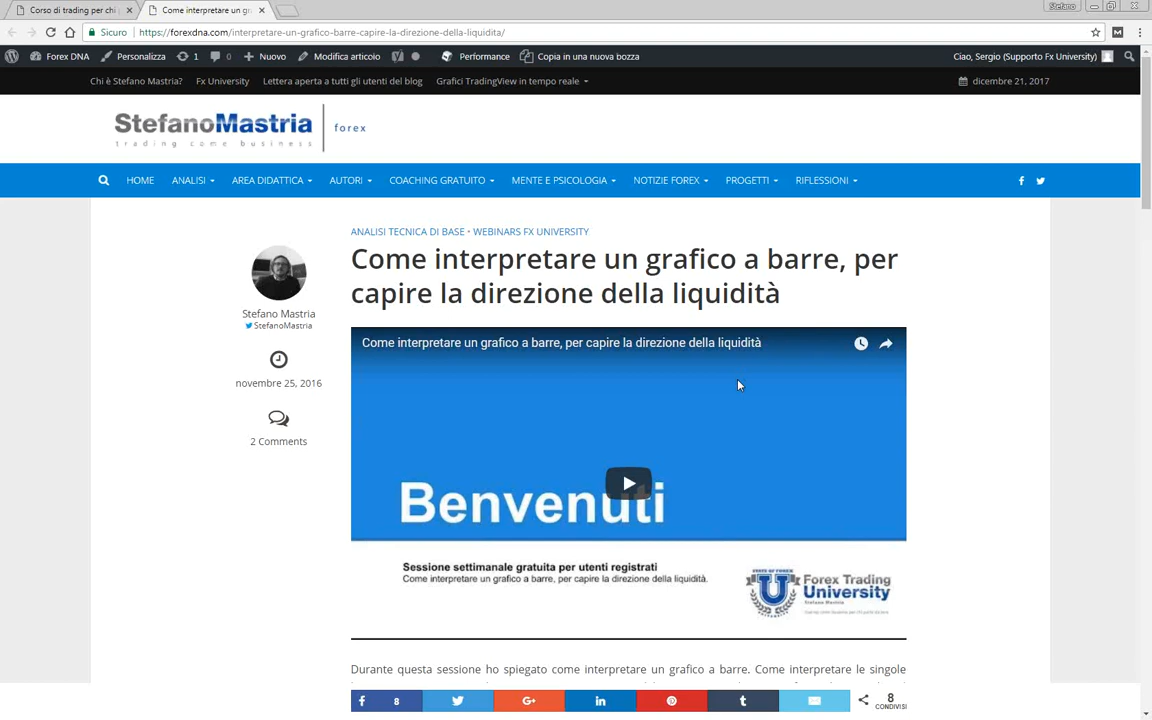 Corso di trading per chi
Come interpretare un gr
Stefano
Sicuro
https://forexdna.com/interpretare-un-grafico-barre-capire-la-direzione-della-liquidita/
Forex DNA
Personalizza
1
0
Nuovo
Modifica articolo
Performance
Copia in una nuova bozza
Ciao, Sergio (Supporto Fx University)
Chi è Stefano Mastria?
Fx University
Lettera aperta a tutti gli utenti del blog
Grafici TradingView in tempo reale
dicembre 21, 2017
StefanoMastria
forex
trading come business
HOME
ANALISI
AREA DIDATTICA
AUTORI
COACHING GRATUITO
MENTE E PSICOLOGIA
NOTIZIE FOREX
PROGETTI
RIFLESSIONI
ANALISI TECNICA DI BASE • WEBINARS FX UNIVERSITY
Come interpretare un grafico a barre, per
capire la direzione della liquidità
Stefano Mastria
StefanoMastria
novembre 25, 2016
2 Comments
Come interpretare un grafico a barre, per capire la direzione della liquidità
Benvenuti
Sessione settimanale gratuita per utenti registrati
Come interpretare un grafico a barre, per capire la direzione della liquidità.
Forex Trading
University
Stefano Mastria
Durante questa sessione ho spiegato come interpretare un grafico a barre. Come interpretare le singole
8
G+
in
t
8
CONDIVISI